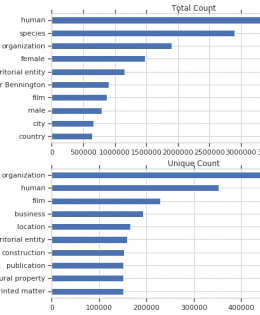 Total Count
human
species
organization
female
ritorial entity
r Bennington
film
male
city
country
0 500000 1000000 1500000 2000000 2500000 3000000 3
Unique Count
organization
human
film
business
location
ritorial entity
construction
publication
ural property
rinted matter
0 100000 200000 300000 400000